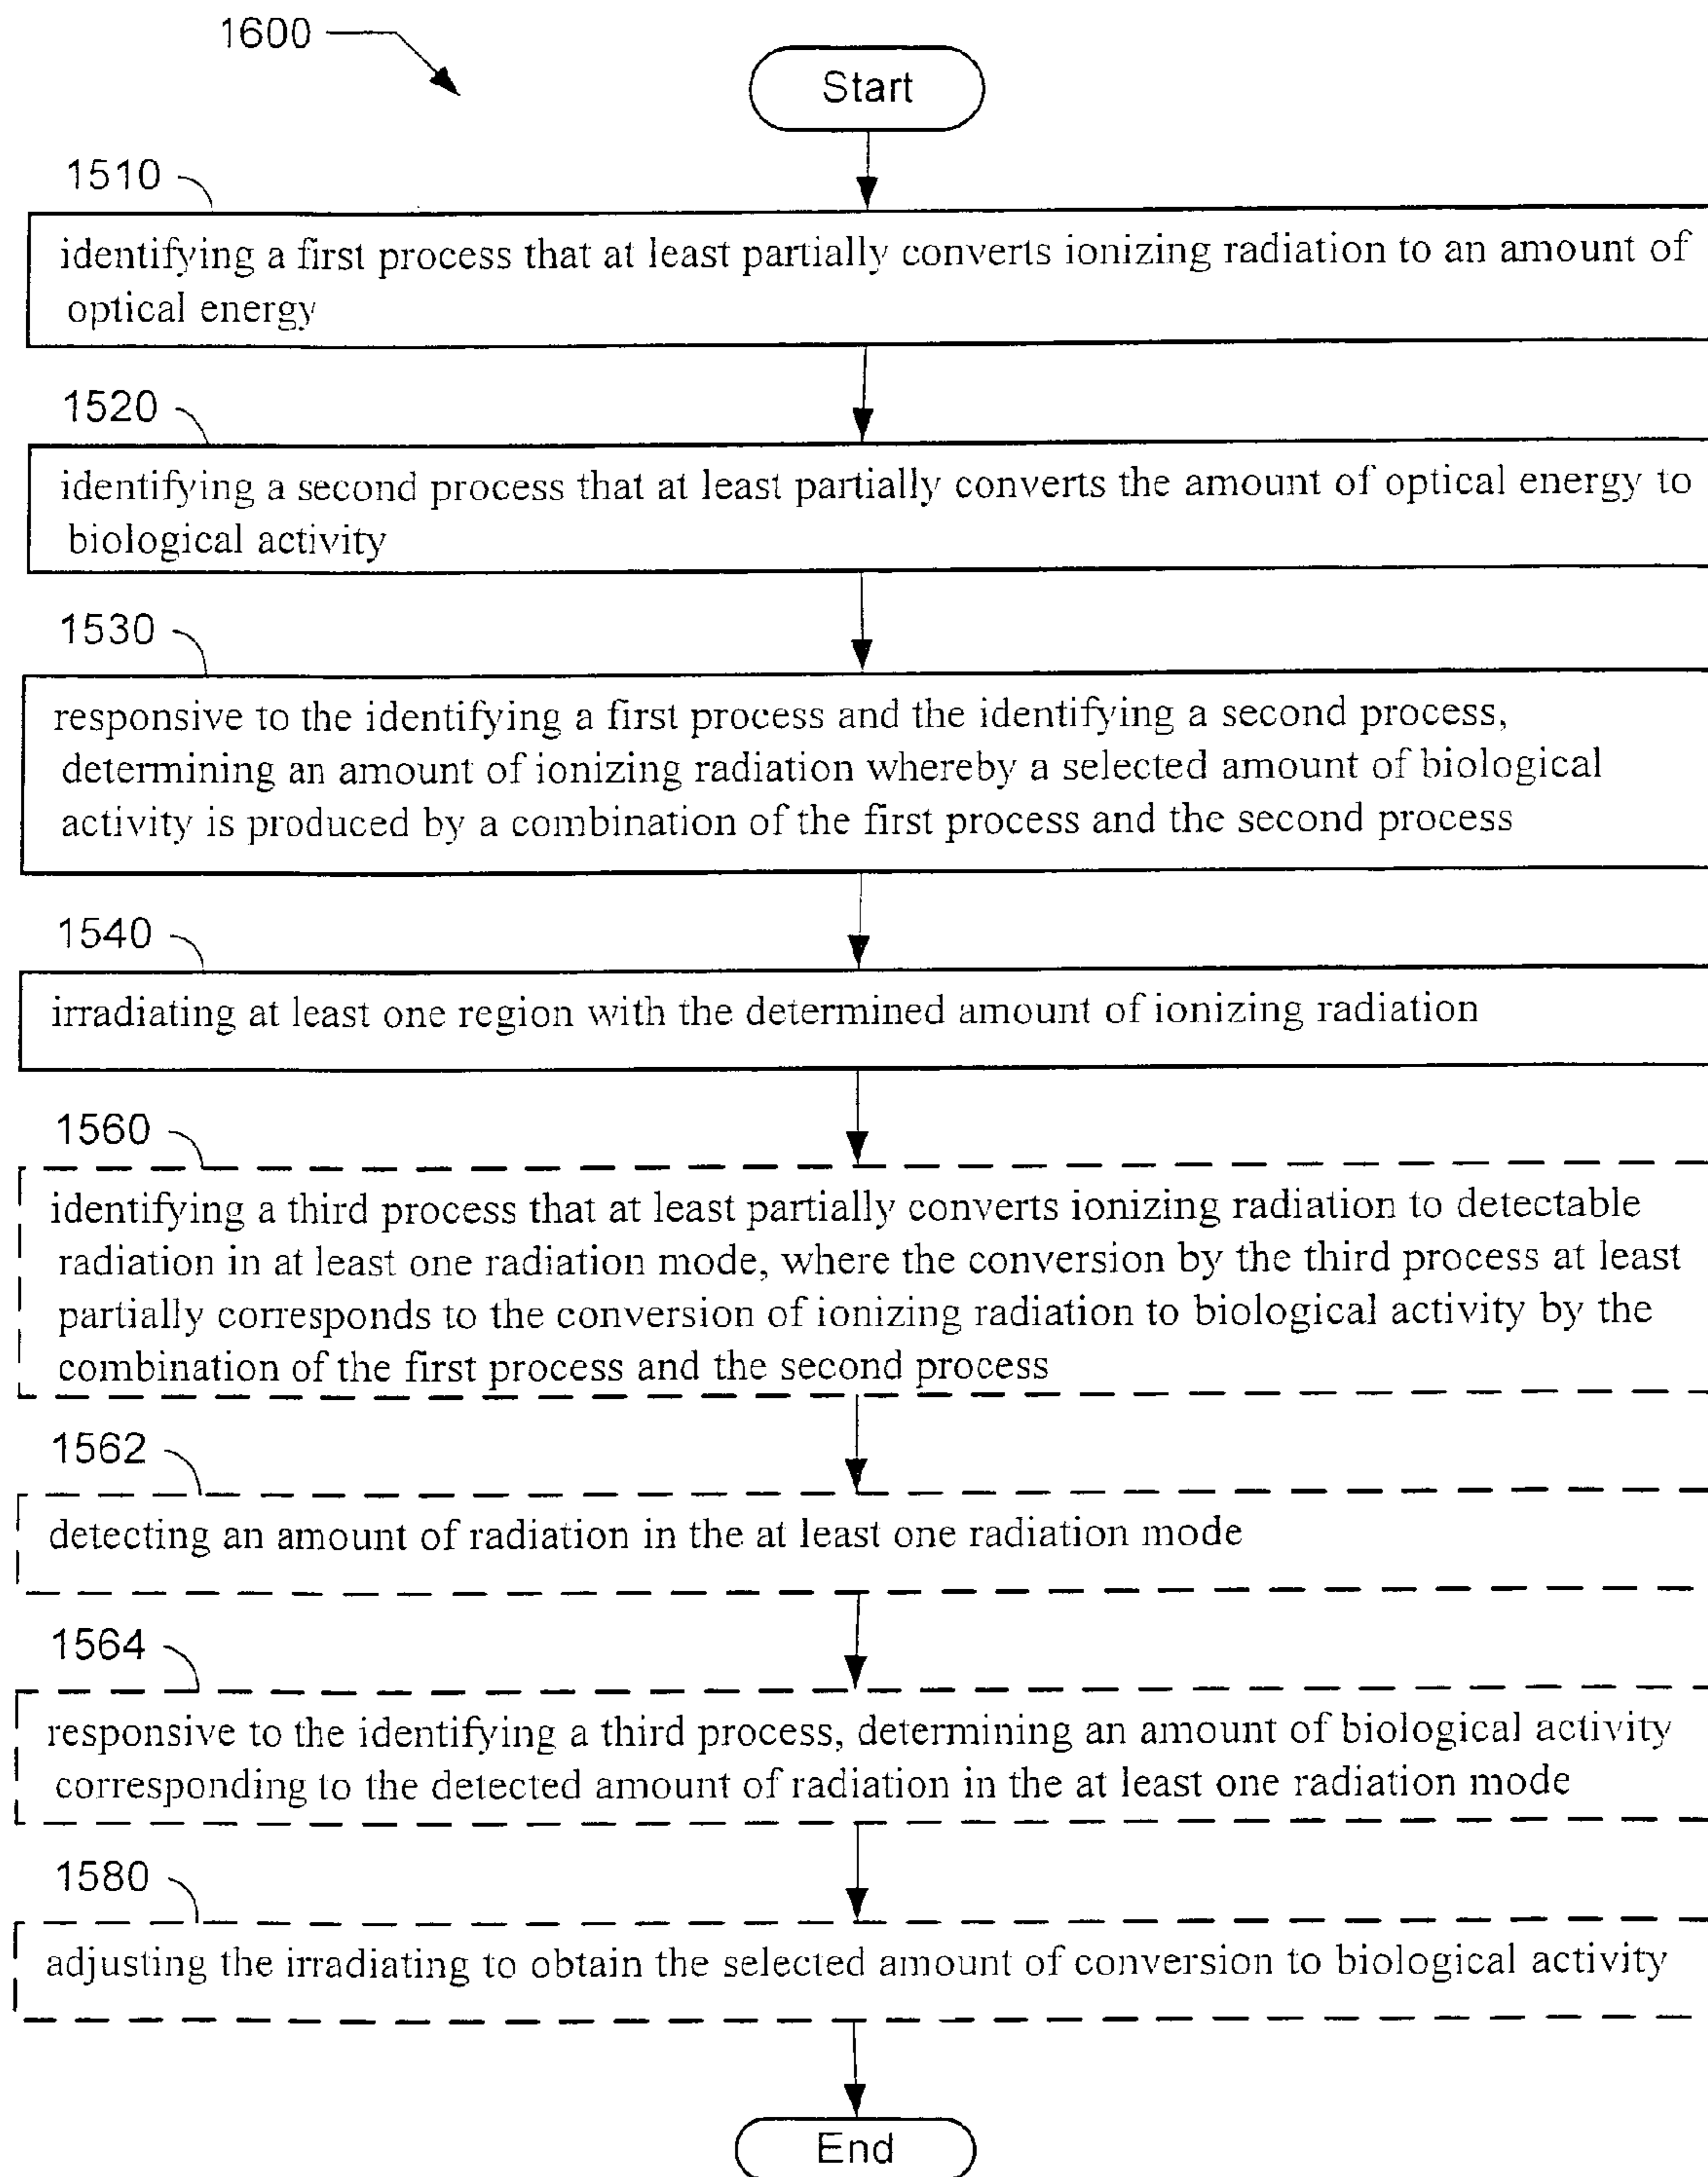 1600
Start
1510
identifying a first process that at least partially converts ionizing radiation to an amount of
optical energy
1520
identifying a second process that at least partially converts the amount of optical energy to
biological activity
1530
responsive to the identifying a first process and the identifying a second process,
determining an amount of ionizing radiation whereby a selected amount of biological
activity is produced by a combination of the first process and the second process
1540
irradiating at least one region with the determined amount of ionizing radiation
1560
identifying a third process that at least partially converts ionizing radiation to detectable
radiation in at least one radiation mode, where the conversion by the third process at least
partially corresponds to the conversion of ionizing radiation to biological activity by the
combination of the first process and the second process
1562
detecting an amount of radiation in the at least one radiation mode
1564
responsive to the identifying a third process, determining an amount of biological activity
corresponding to the detected amount of radiation in the at least one radiation mode
1580
adjusting the irradiating to obtain the selected amount of conversion to biological activity
End